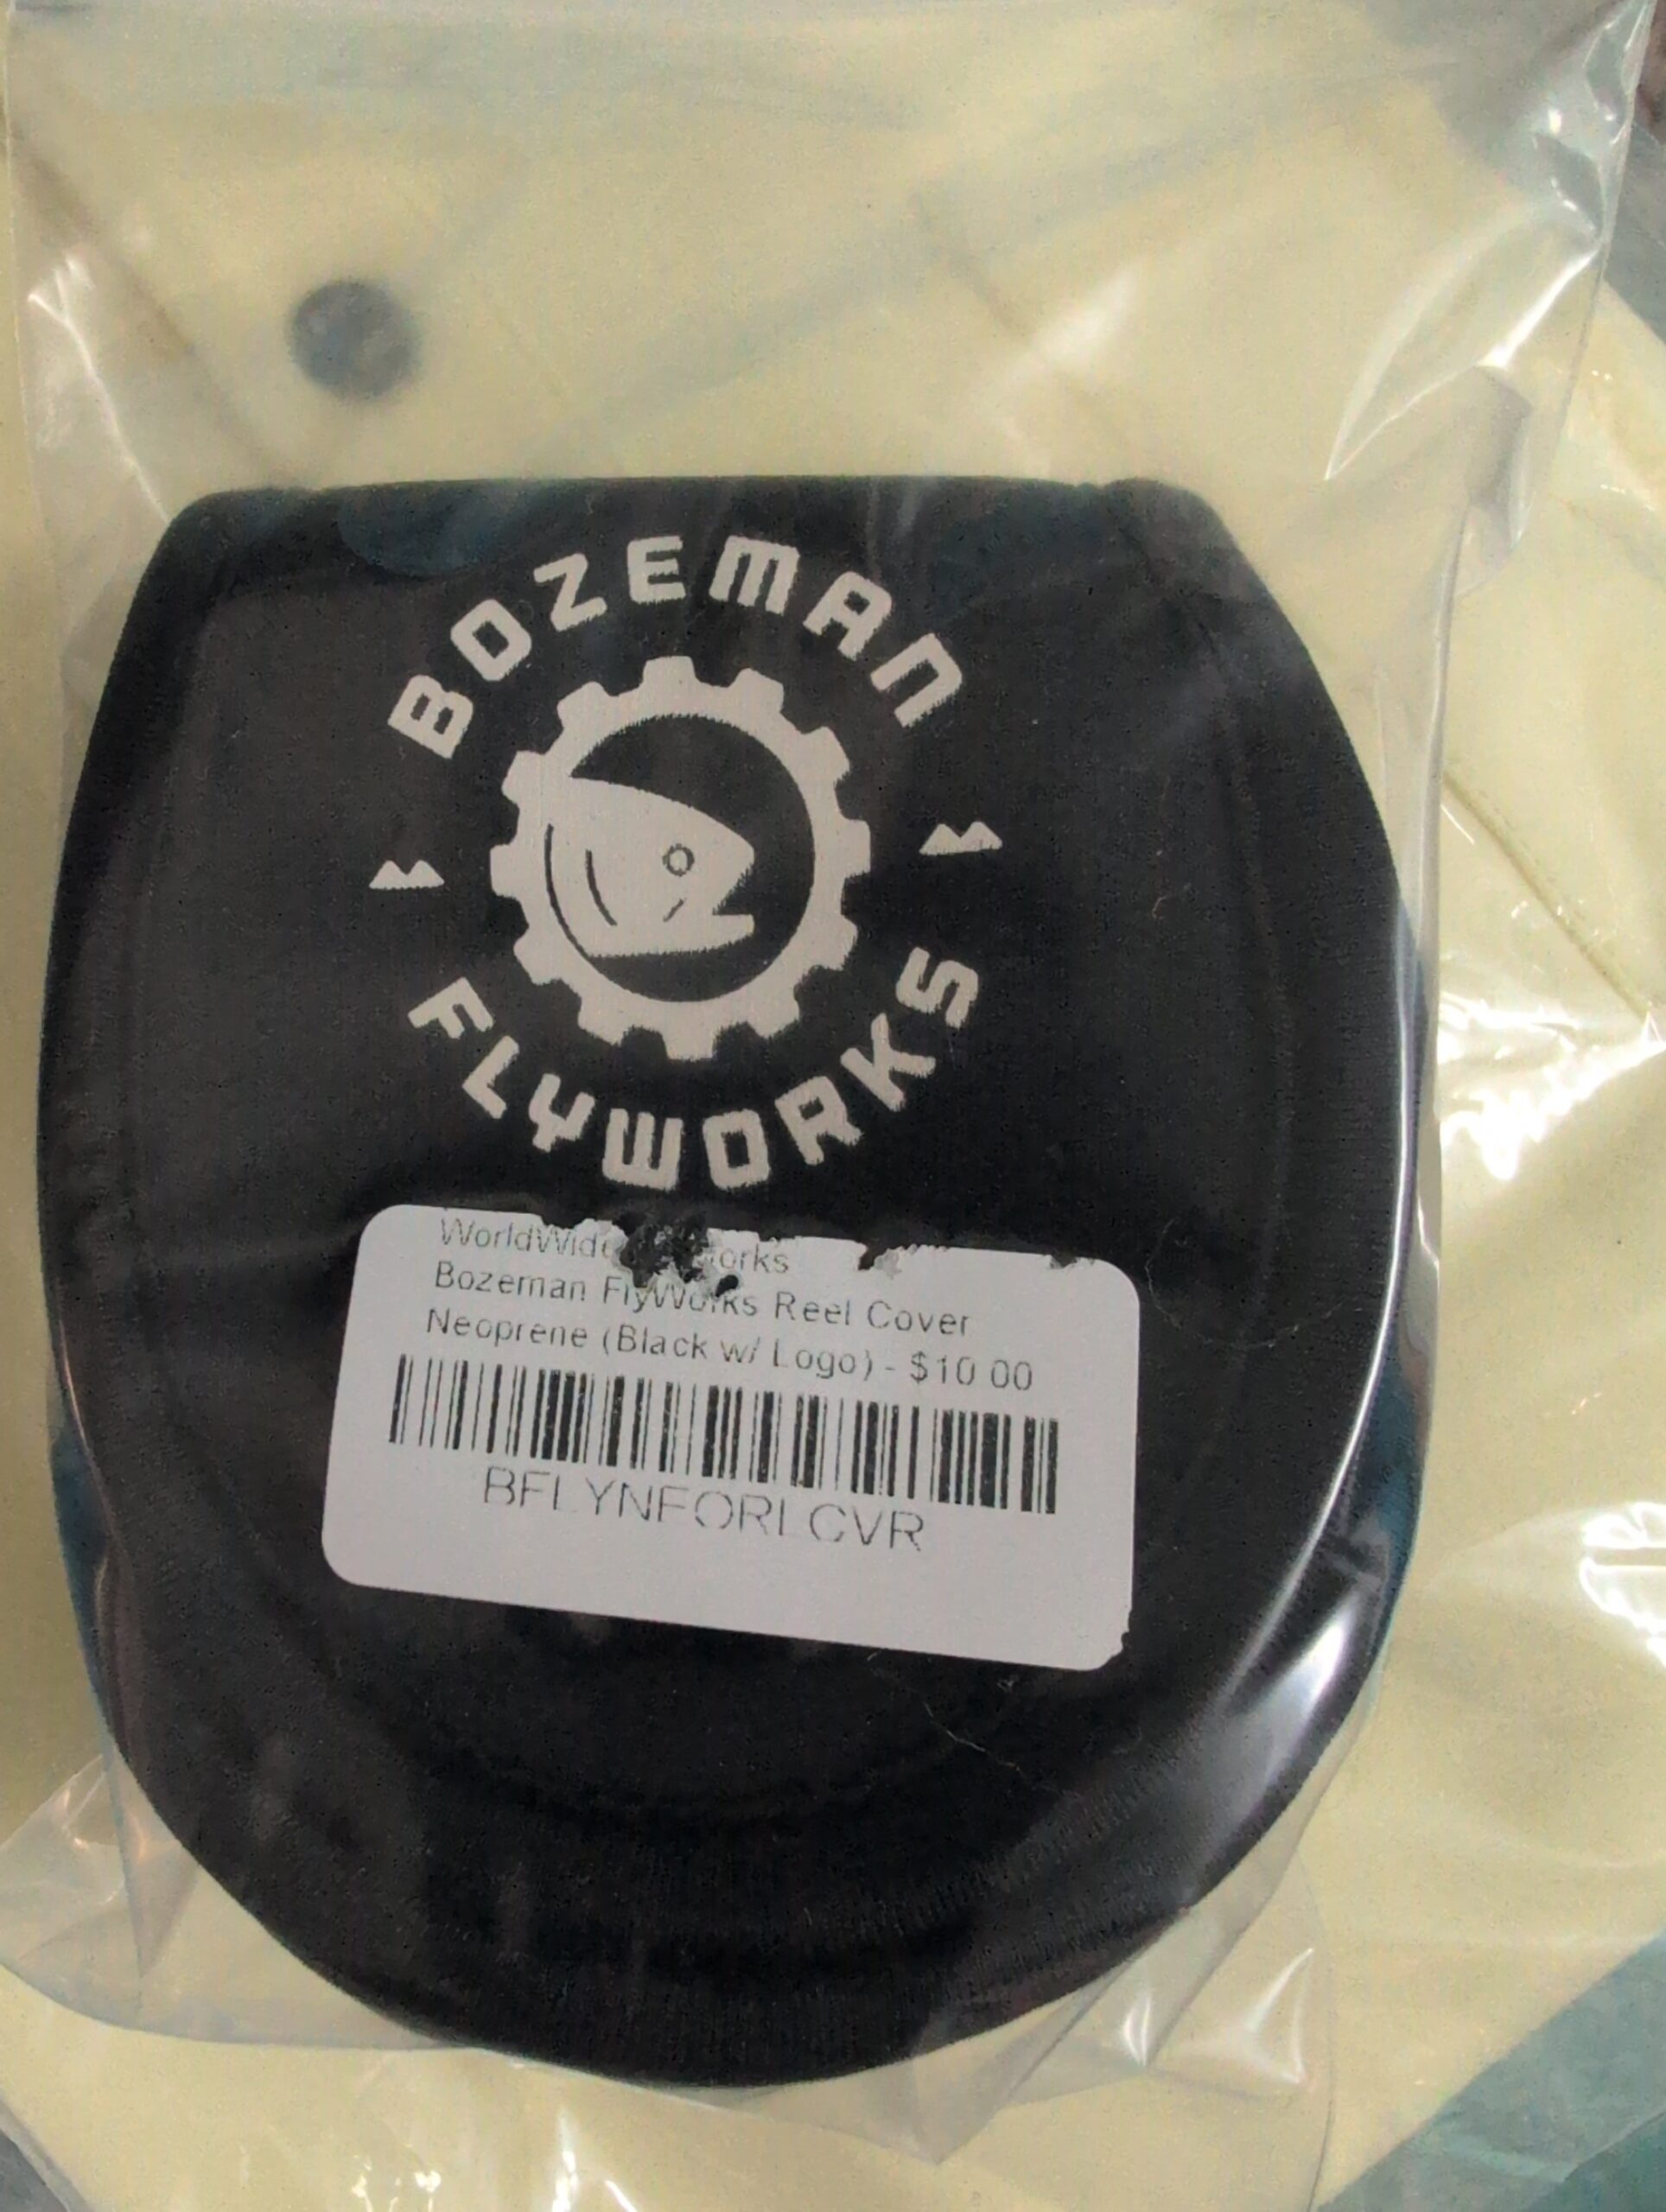 BOZEMAN
FLYWORKS
Bozeman FlyWorks Reel Cover
Neoprene (Black w/ Logo) - $10 00
BFLYNFORLCVR